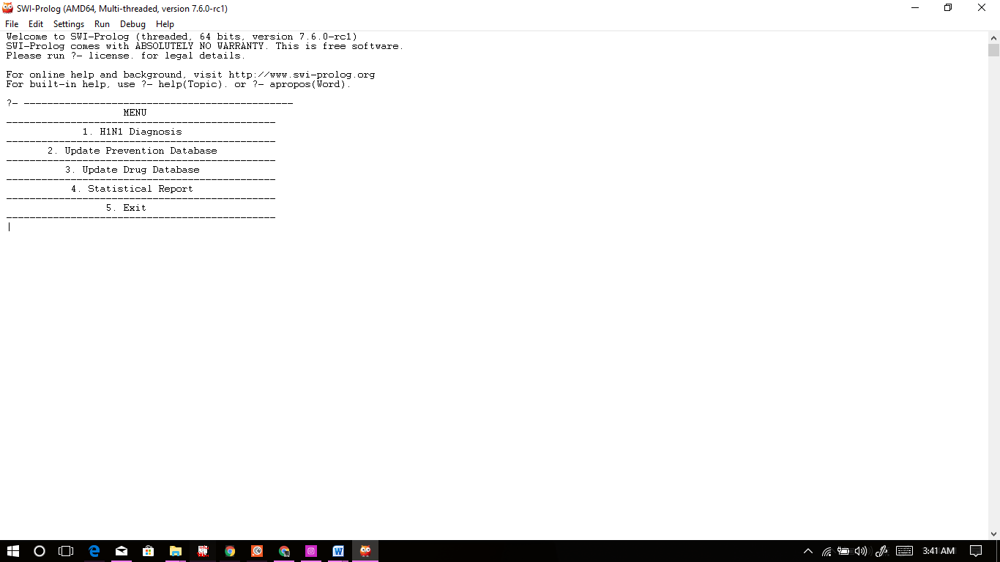 SWI-Prolog (AMD64, Multi-threaded, version 7.6.0-rc1)
File Edit Settings Run Debug Help
Welcome to SWI-Prolog (threaded, 64 bits, version 7.6.0-rc1)
SWI-Prolog comes with ABSOLUTELY NO WARRANTY. This is free software.
Please run ?- license. for legal details.
For online help and background, visit http://www.swi-prolog.org
For built-in help, use ?- help(Topic). or ?- apropos(Word).
?- ----------------------------------------------
MENU
----------------------------------------------
1. H1N1 Diagnosis
----------------------------------------------
2. Update Prevention Database
----------------------------------------------
3. Update Drug Database
----------------------------------------------
4. Statistical Report
----------------------------------------------
5. Exit
----------------------------------------------
3:41 AM